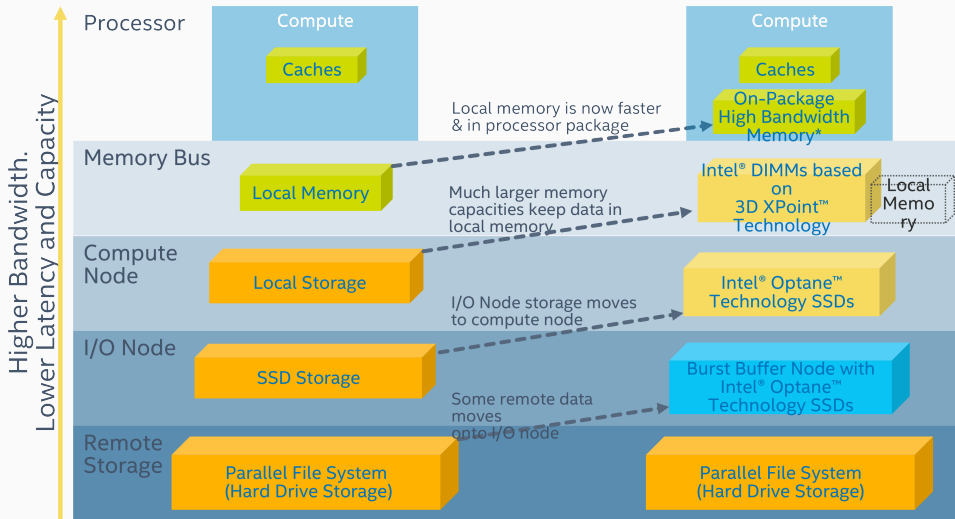 Processor
Compute
Compute
Caches
Caches
On-Package
High Bandwidth
Memory*
Local memory is now faster
& in processor package
Higher Bandwidth.
Lower Latency and Capacity
Memory Bus
Local Memory
Much larger memory
capacities keep data in
local memory
Intel® DIMMs based
on
3D XPoint™
Technology
Local
Memo
ry
Compute
Node
Local Storage
I/O Node storage moves
to compute node
Intel® Optane™
Technology SSDs
I/O Node
SSD Storage
Some remote data
moves
onto I/O node
Burst Buffer Node with
Intel® Optane™
Technology SSDs
Remote
Storage
Parallel File System
(Hard Drive Storage)
Parallel File System
(Hard Drive Storage)